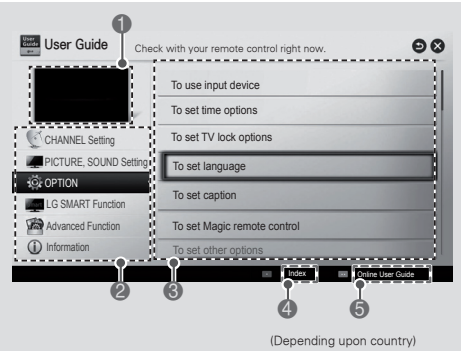 1
User Guide
User Guide
Check with your remote control right now.
To use input device
To set time options
To set TV lock options
To set language
To set caption
To set Magic remote control
To set other options
CHANNEL Setting
PICTURE, SOUND Setting
OPTION
LG SMART Function
Advanced Function
Information
Index
Online User Guide
2
3
4
5
(Depending upon country)